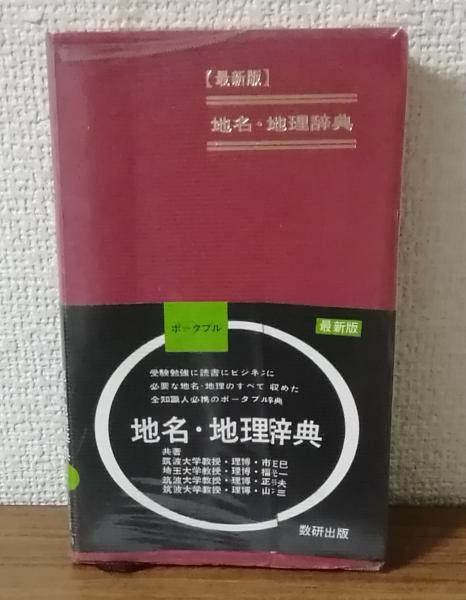 【最新版】
地名・地理辞典
ポータブル
最新版
受験勉強に読書にビジネスに
必要な地名・地理のすべて 収めた
全知識人必携のポータブル辞典
地名・地理辞典
共著
筑波大学教授・理博・市
埼玉大学教授・理博・福
筑波大学教授・理博・正
筑波大学教授・理博・山
数研出版